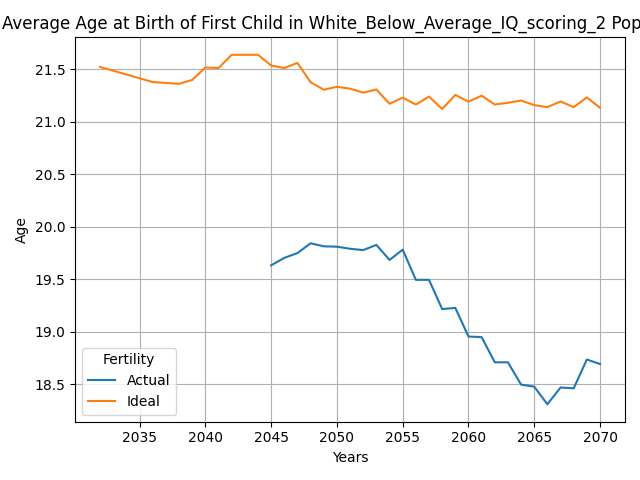 Average Age at Birth of First Child in White_Below_Average_IQ_scoring_2 Pop
21.5
21.0
20.5
20.0
19.5
19.0
18.5
Age
Fertility
Actual
Ideal
2035 2040 2045 2050 2055 2060 2065 2070
Years